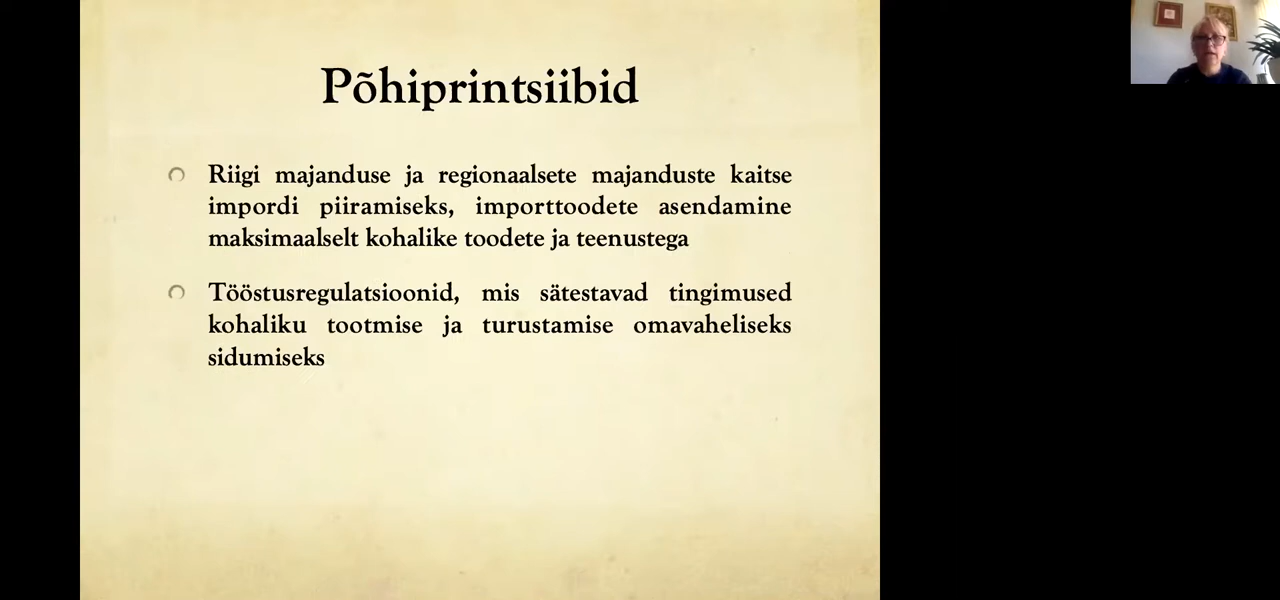 Põhiprintsiibid
Riigi majanduse ja regionaalsete majanduste kaitse
impordi piiramiseks, importtoodete asendamine
maksimaalselt kohalike toodete ja teenustega
Tööstusregulatsioonid, mis sätestavad tingimused
kohaliku tootmise ja turustamise omavaheliseks
sidumiseks